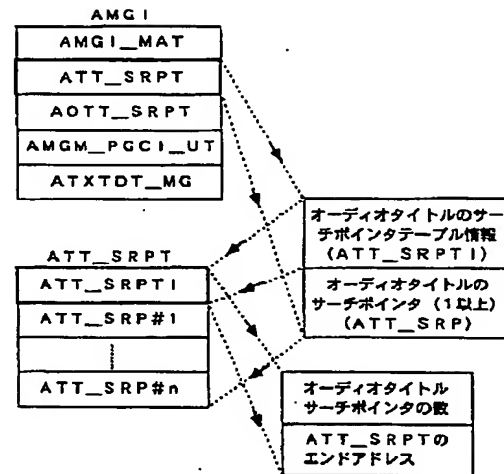 AMGI
AMGI_MAT
ATT_SRPT
AOTT_SRPT
AMGM_PGCI_UT
ATXTDT_MG
オーディオタイトルのサー
チポインタテーブル情報
(ATT_SRPTI)
オーディオタイトルの
サーチポインタ (1以上)
(ATT_SRP)
ATT_SRPT
ATT_SRPTI
ATT_SRP#1
ATT_SRP#n
オーディオタイトル
サーチポインタの数
ATT_SRPTの
エンドアドレス